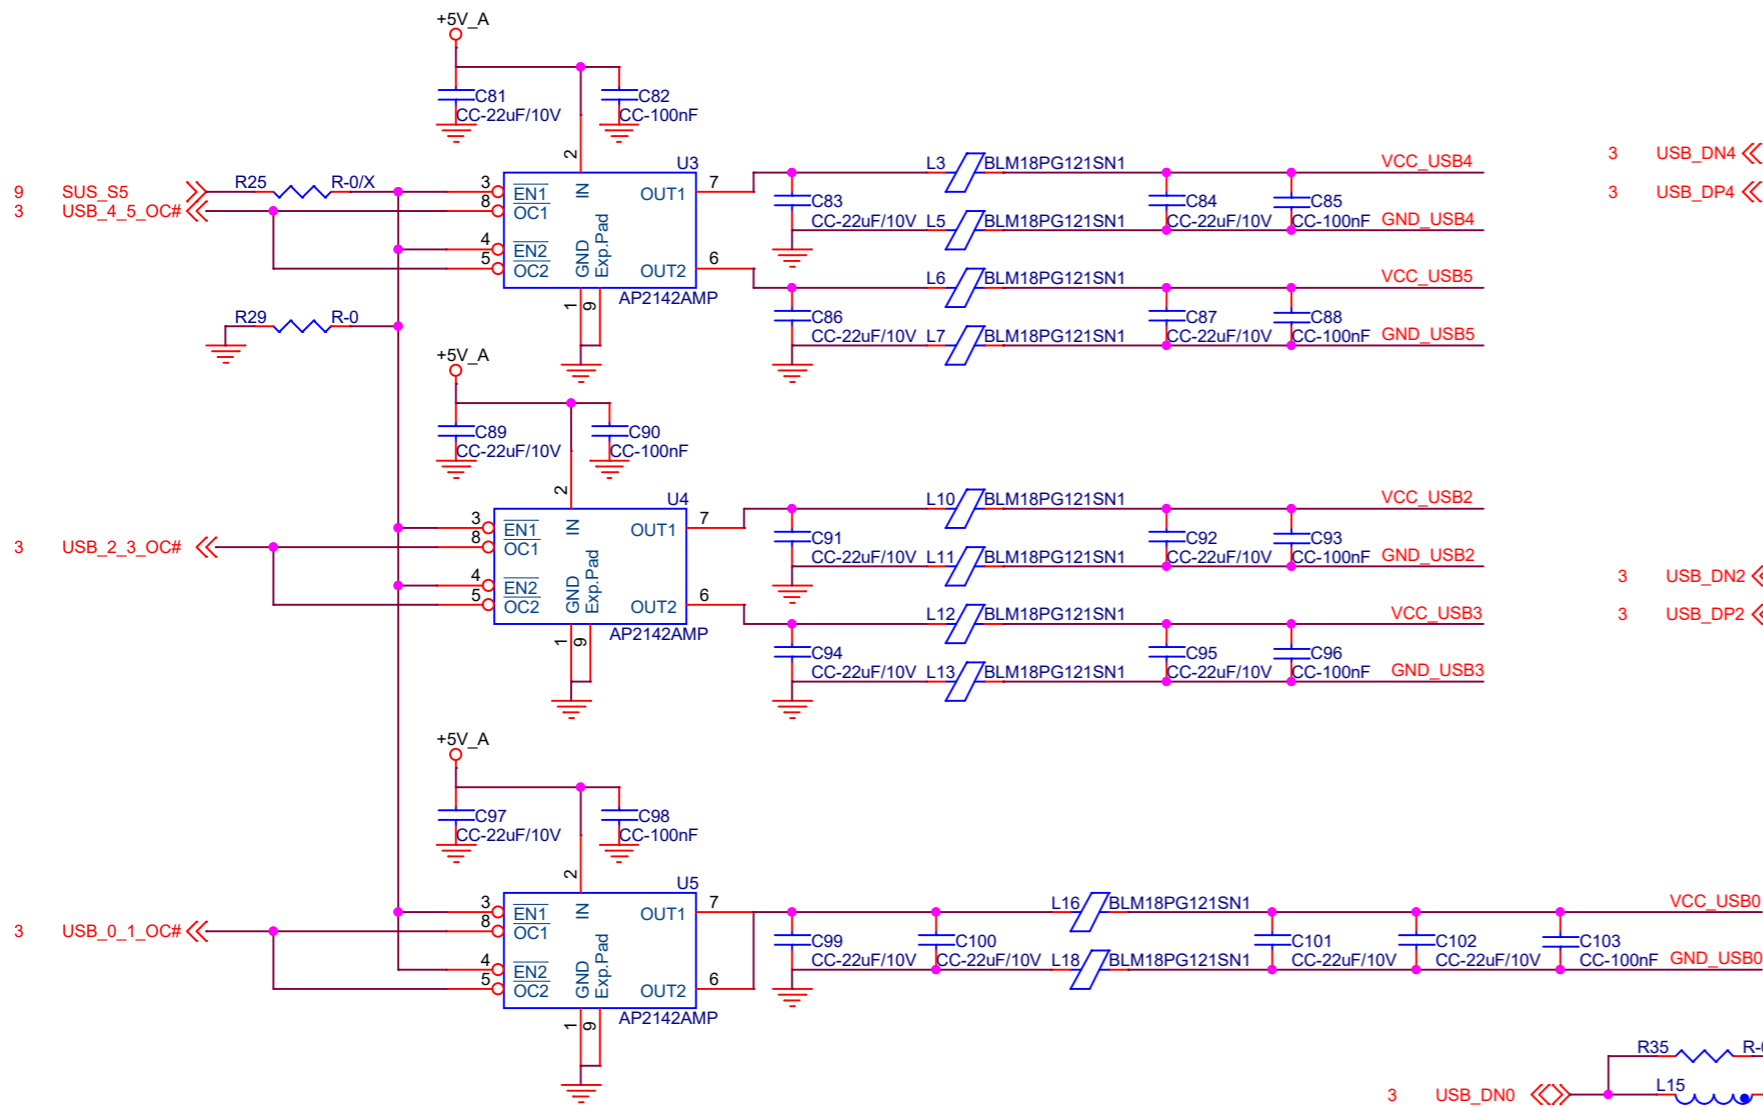 +5V_A
C81
CC-22uF/10V
C82
CC-100nF
2
U3
9 SUS_S5
R25 R-0/X
3 USB_4_5_OC#
3 EN1
8 OC1
4 EN2
5 OC2
IN
GND
Exp.Pad
OUT1 7
OUT2 6
1
9
AP2142AMP
L3 BLM18PG121SN1 VCC_USB4
C83
CC-22uF/10V
L5 BLM18PG121SN1
C84
CC-22uF/10V
C85
CC-100nF
GND_USB4
L6 BLM18PG121SN1 VCC_USB5
C86
CC-22uF/10V
L7 BLM18PG121SN1
C87
CC-22uF/10V
C88
CC-100nF
GND_USB5
3 USB_DN4
3 USB_DP4
R29 R-0
+5V_A
C89
CC-22uF/10V
C90
CC-100nF
2
U4
3 USB_2_3_OC#
3 EN1
8 OC1
4 EN2
5 OC2
IN
GND
Exp.Pad
OUT1 7
OUT2 6
1
9
AP2142AMP
L10 BLM18PG121SN1 VCC_USB2
C91
CC-22uF/10V
L11 BLM18PG121SN1
C92
CC-22uF/10V
C93
CC-100nF
GND_USB2
L12 BLM18PG121SN1 VCC_USB3
C94
CC-22uF/10V
L13 BLM18PG121SN1
C95
CC-22uF/10V
C96
CC-100nF
GND_USB3
3 USB_DN2
3 USB_DP2
+5V_A
C97
CC-22uF/10V
C98
CC-100nF
2
U5
3 USB_0_1_OC#
3 EN1
8 OC1
4 EN2
5 OC2
IN
GND
Exp.Pad
OUT1 7
OUT2 6
1
9
AP2142AMP
L16 BLM18PG121SN1 VCC_USB0
C99
CC-22uF/10V
C100
CC-22uF/10V
L18 BLM18PG121SN1
C101
CC-22uF/10V
C102
CC-22uF/10V
C103
CC-100nF
GND_USB0
R35
3 USB_DN0
L15